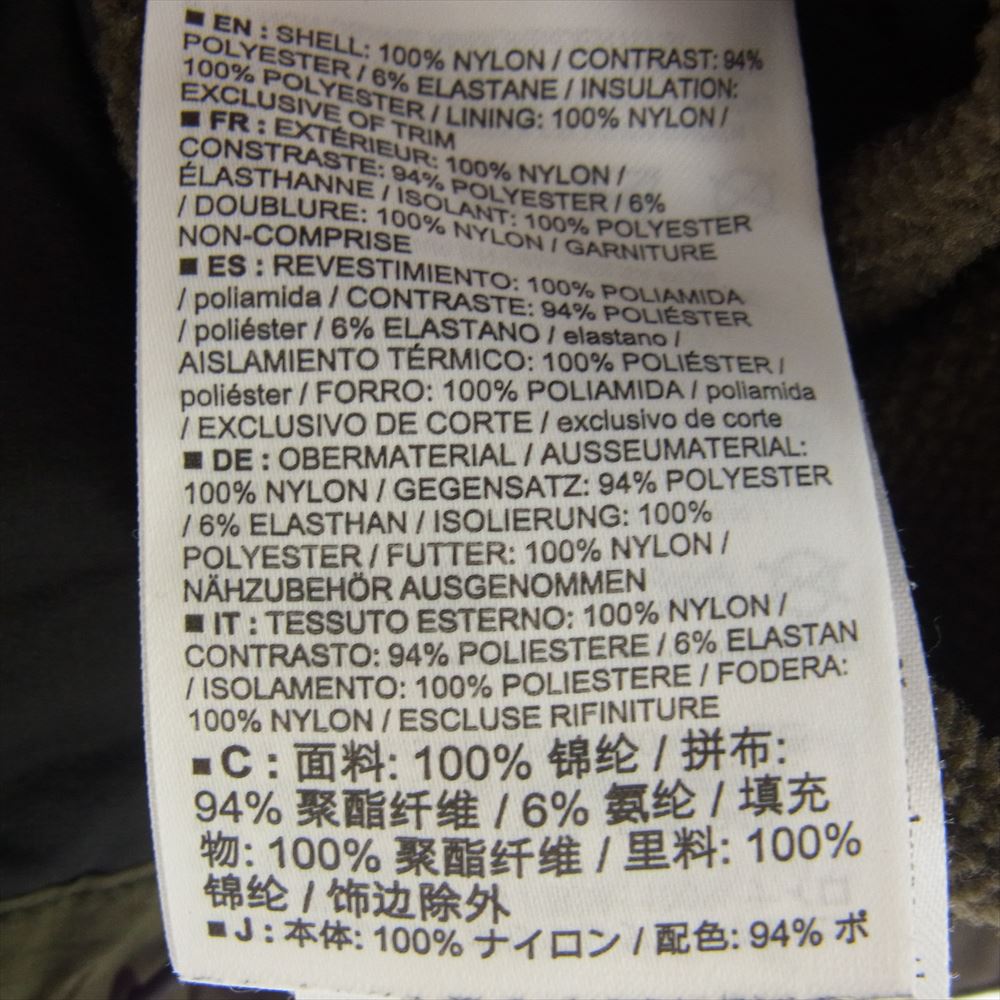 ■ EN : SHELL: 100% NYLON / CONTRAST: 94%
POLYESTER / 6% ELASTANE / INSULATION:
100% POLYESTER / LINING: 100% NYLON /
EXCLUSIVE OF TRIM
■ FR : EXTÉRIEUR: 100% NYLON /
CONSTRASTE: 94% POLYESTER / 6%
ÉLASTHANNE / ISOLANT: 100% POLYESTER
/ DOUBLURE: 100% NYLON / GARNITURE
NON-COMPRISE
■ ES : REVESTIMIENTO: 100% POLIAMIDA
/ poliamida / CONTRASTE: 94% POLIÉSTER
/ poliéster / 6% ELASTANO / elastano /
AISLAMIENTO TÉRMICO: 100% POLIÉSTER /
poliéster / FORRO: 100% POLIAMIDA / poliamida
/ EXCLUSIVO DE CORTE / exclusivo de corte
■ DE : OBERMATERIAL / AUSSEUMATERIAL:
100% NYLON / GEGENSATZ: 94% POLYESTER
/ 6% ELASTHAN / ISOLIERUNG: 100%
POLYESTER / FUTTER: 100% NYLON /
NÄHZUBEHÖR AUSGENOMMEN
■ IT : TESSUTO ESTERNO: 100% NYLON /
CONTRASTO: 94% POLIESTERE / 6% ELASTAN
/ ISOLAMENTO: 100% POLIESTERE / FODERA:
100% NYLON / ESCLUSE RIFINITURE
■ C : 面料: 100% 锦纶 / 拼布:
94% 聚酯纤维 / 6% 氨纶 / 填充
物: 100% 聚酯纤维 / 里料: 100%
锦纶 / 饰边除外
■ J : 本体: 100% ナイロン / 配色: 94% ポ